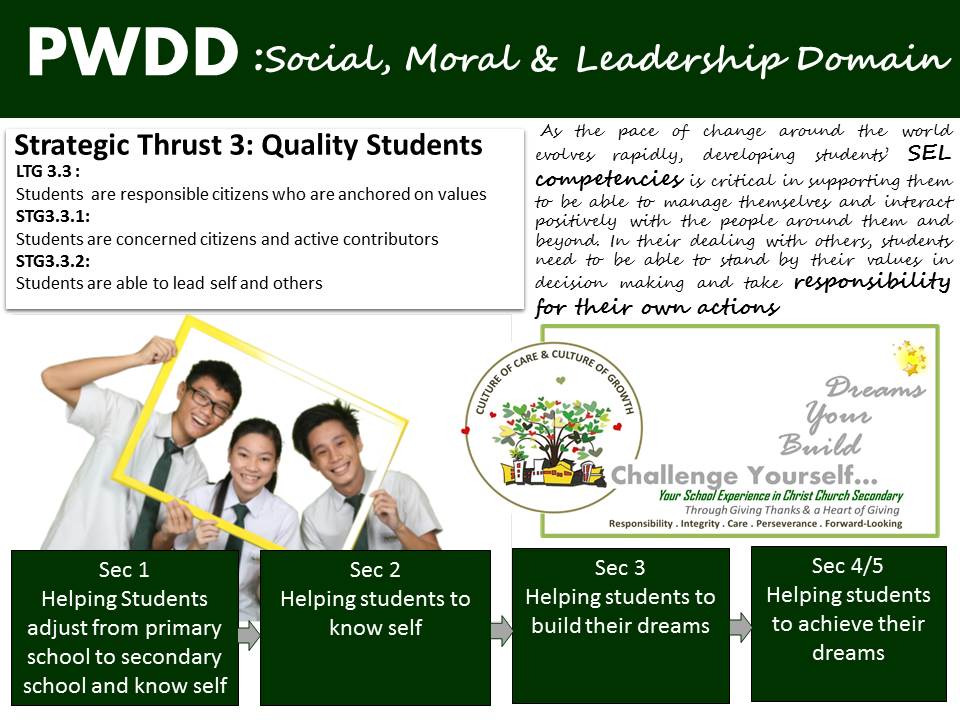 PWDD :Social, Moral & Leadership Domain
Strategic Thrust 3: Quality Students
LTG 3.3 :
Students are responsible citizens who are anchored on values
STG3.3.1:
Students are concerned citizens and active contributors
STG3.3.2:
Students are able to lead self and others
As the pace of change around the world
evolves rapidly, developing students' SEL
competencies is critical in supporting them
to be able to manage themselves and interact
positively with the people around them and
beyond. In their dealing with others, students
need to be able to stand by their values in
decision making and take responsibility
for their own actions
CULTURE OF CARE & CULTURE OF GROWTH
Dreams
Your
Build
Challenge Yourself...
Your School Experience in Christ Church Secondary
Through Giving Thanks & a Heart of Giving
Responsibility . Integrity . Care . Perseverance . Forward-Looking
Sec 1
Helping Students
adjust from primary
school to secondary
school and know self
Sec 2
Helping students to
know self
Sec 3
Helping students to
build their dreams
Sec 4/5
Helping students
to achieve their
dreams